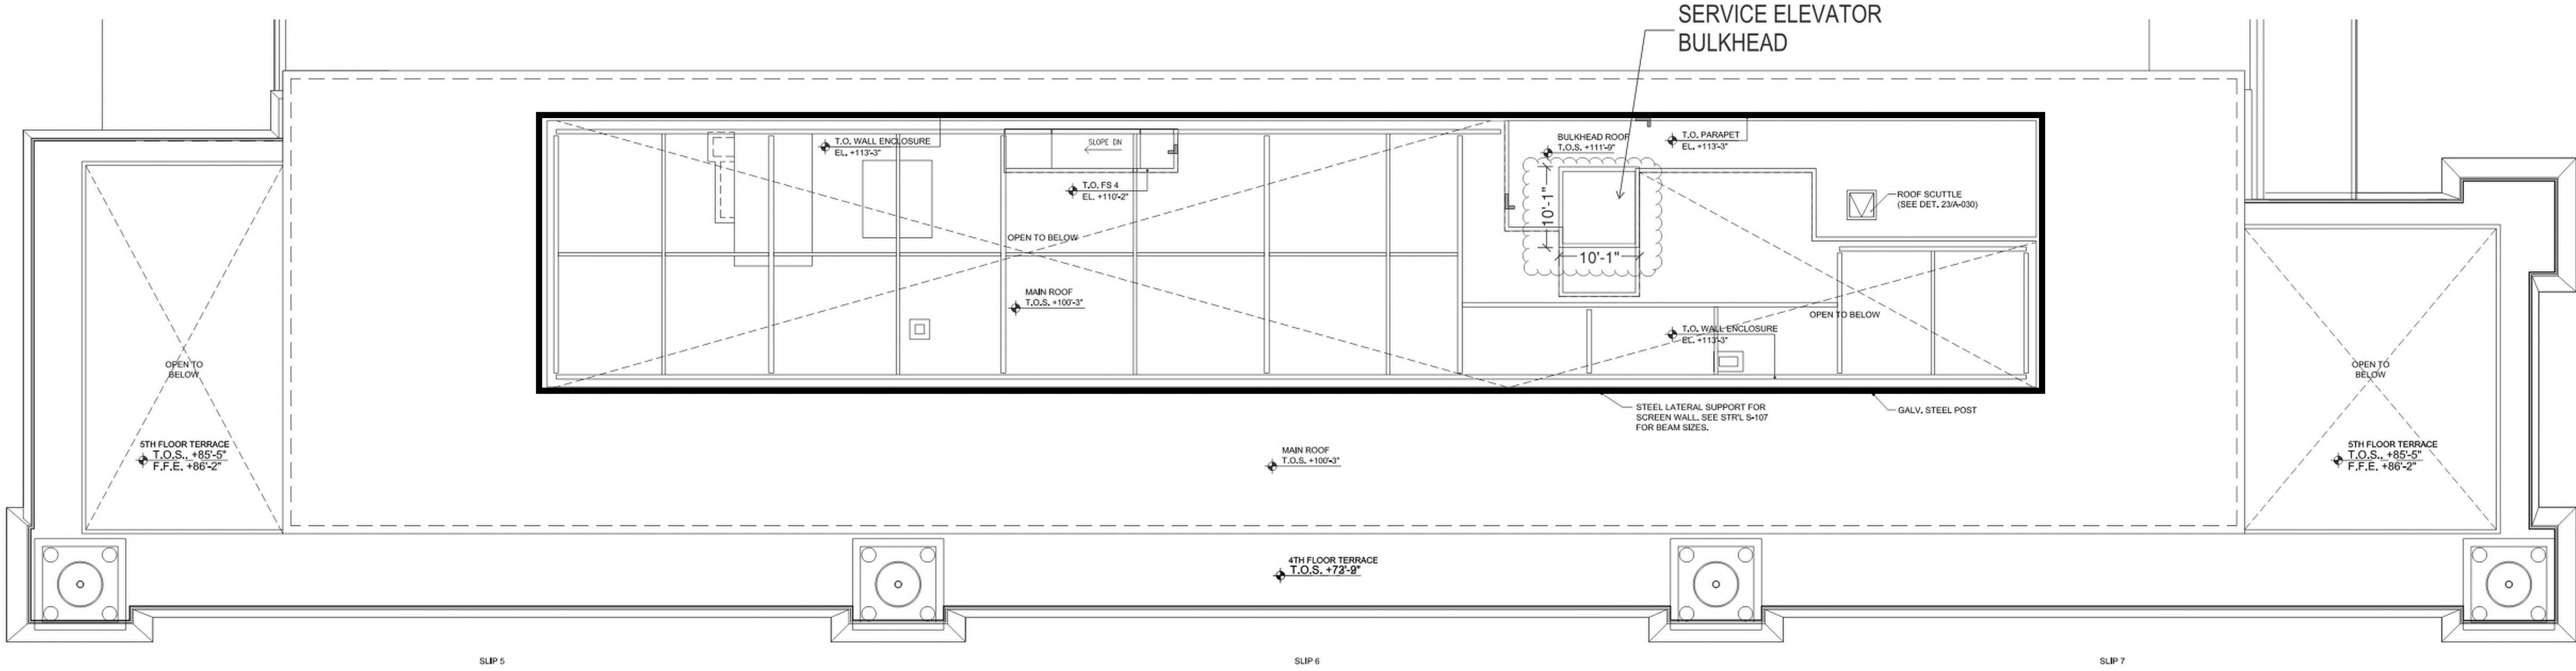 SERVICE ELEVATOR
BULKHEAD
T.O. WALL ENCLOSURE
EL. +113'-3"
SLOPE DN
BULKHEAD ROOF
T.O.S. +111'-9"
T.O. PARAPET
EL. +113'-3"
T.O. FS 4
EL. +110'-2"
10'-1"
ROOF SCUTTLE
(SEE DET. 23/A-030)
OPEN TO BELOW
10'-1"
MAIN ROOF
T.O.S. +100'-3"
OPEN TO BELOW
T.O. WALL ENCLOSURE
EL. +113'-3"
OPEN TO
BELOW
OPEN TO
BELOW
STEEL LATERAL SUPPORT FOR
SCREEN WALL. SEE STR'L S-107
FOR BEAM SIZES.
GALV. STEEL POST
5TH FLOOR TERRACE
T.O.S.. +85'-5"
F.F.E. +86'-2"
MAIN ROOF
T.O.S. +100'-3"
5TH FLOOR TERRACE
T.O.S.. +85'-5"
F.F.E. +86'-2"
4TH FLOOR TERRACE
T.O.S.
SLIP 5
SLIP 6
SLIP 7